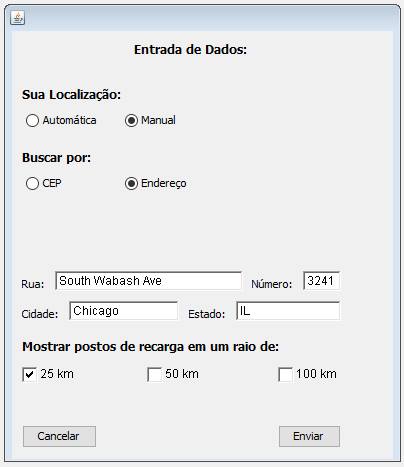 Entrada de Dados:
Sua Localização:
Automática Manual
Buscar por:
CEP Endereço
Rua: South Wabash Ave Número: 3241
Cidade: Chicago Estado: IL
Mostrar postos de recarga em um raio de:
25 km 50 km 100 km
Cancelar Enviar